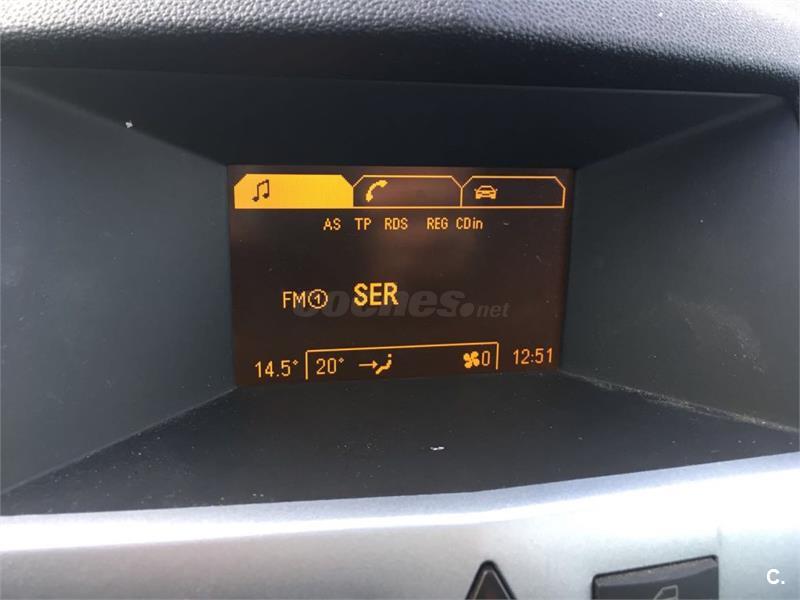 AS TP RDS REG CDin
FM1 SER
coches.net
14.5° 20° 0 12:51
C.